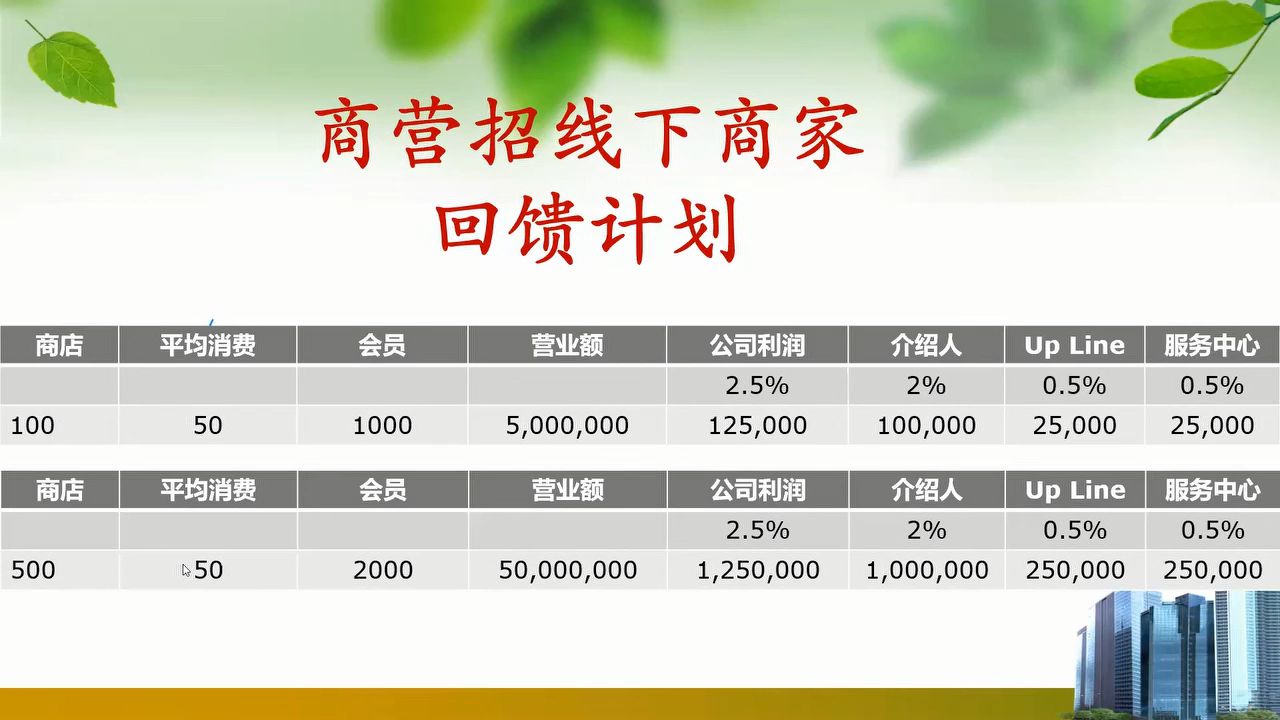 商营招线下商家
回馈计划
商店 平均消费 会员 营业额 公司利润 介绍人 Up Line 服务中心
2.5% 2% 0.5% 0.5%
100 50 1000 5,000,000 125,000 100,000 25,000 25,000
商店 平均消费 会员 营业额 公司利润 介绍人 Up Line 服务中心
2.5% 2% 0.5% 0.5%
500 50 2000 50,000,000 1,250,000 1,000,000 250,000 250,000